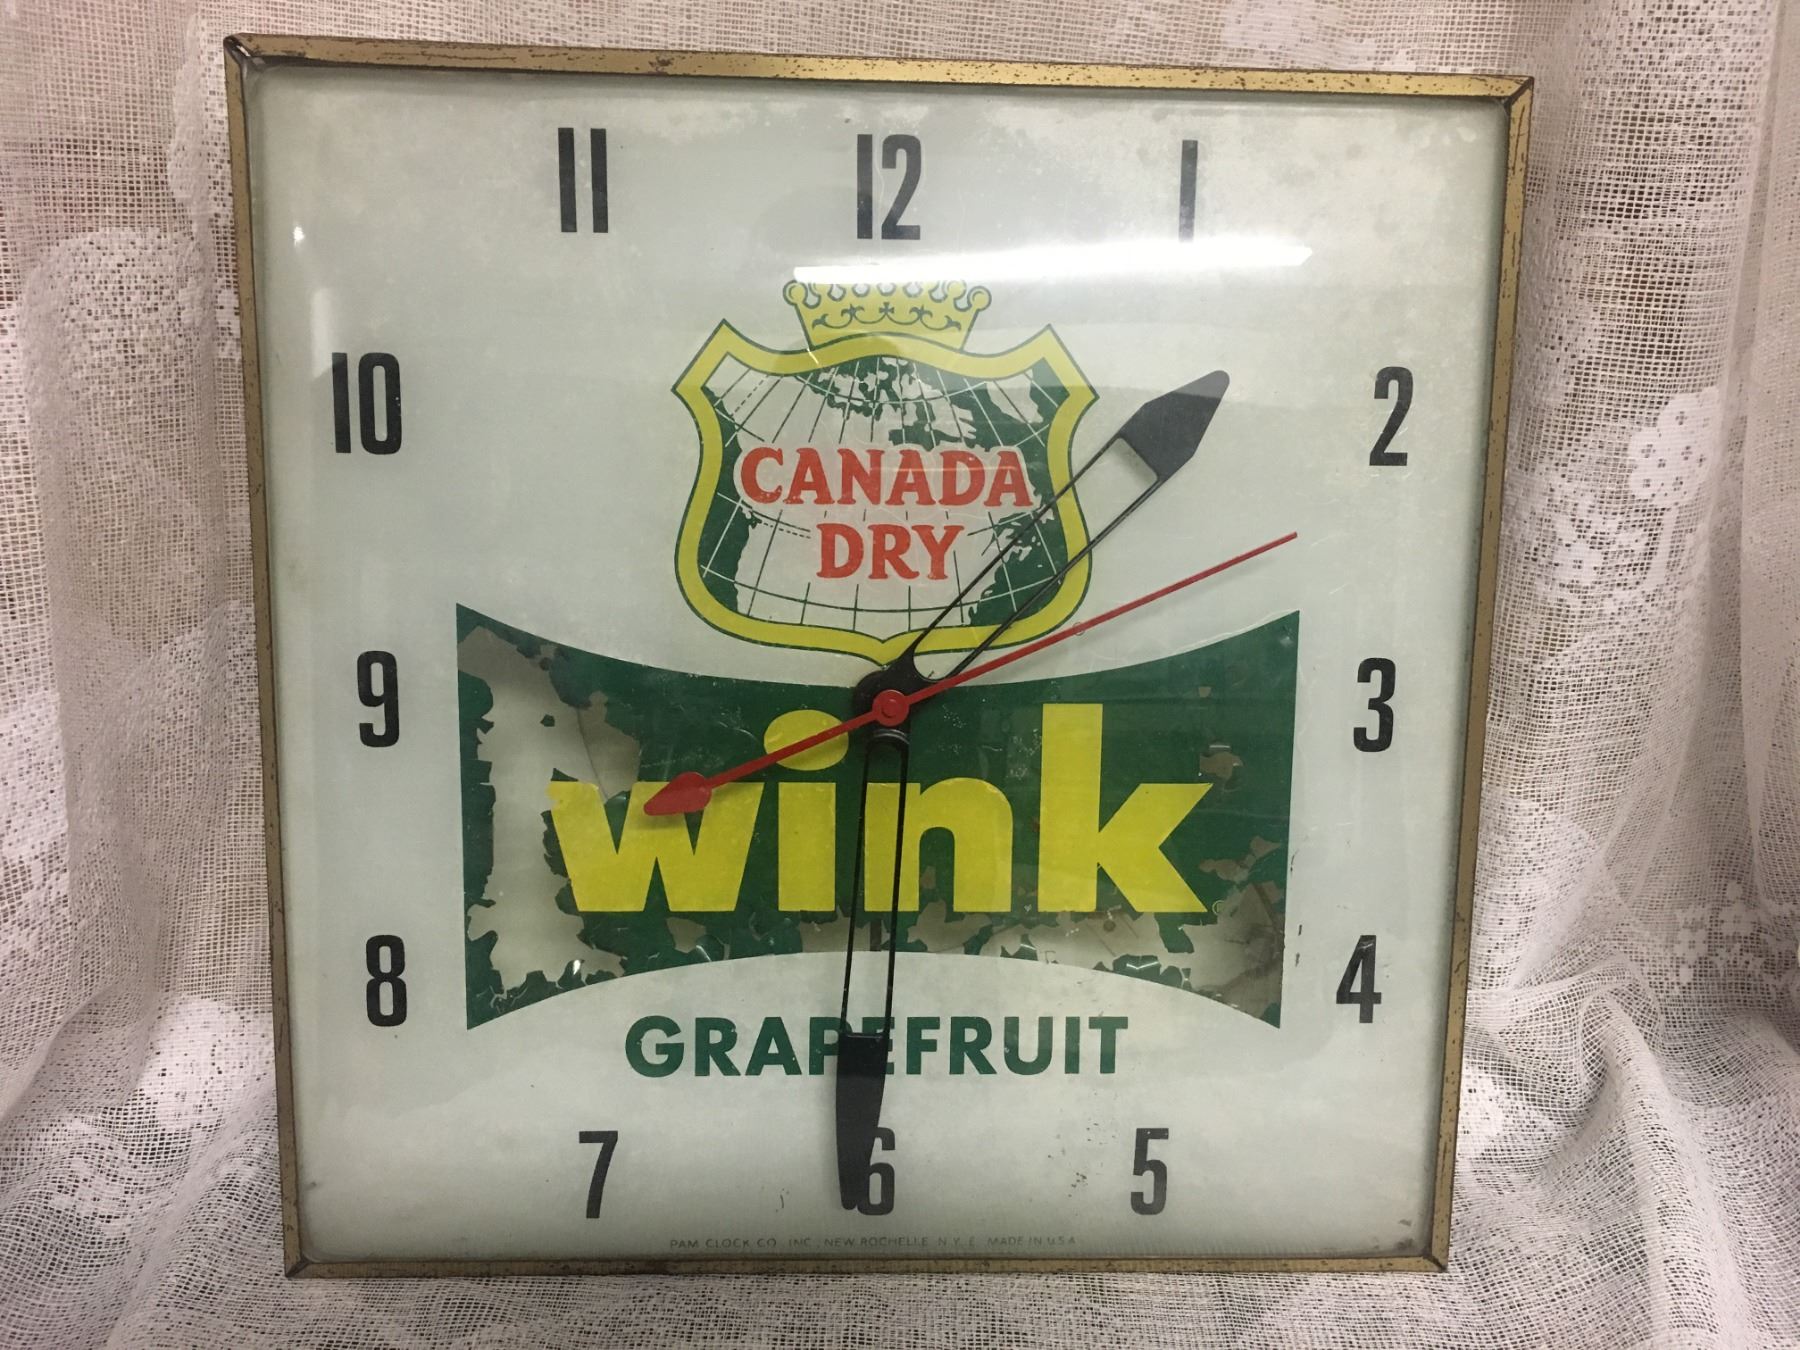 11 12 1
10 2
CANADA
DRY
9 3
wink
8 4
GRAPEFRUIT
7 6 5
PAM CLOCK CO. INC., NEW ROCHELLE N.Y. E MADE IN U.S.A.